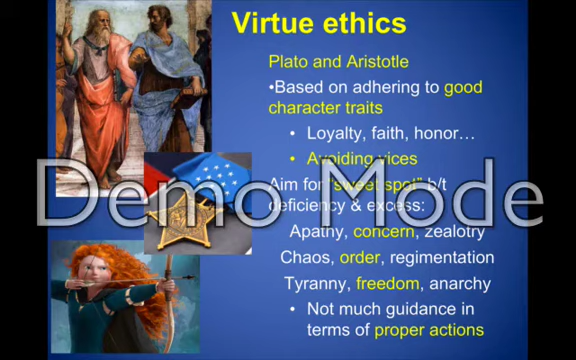 Virtue ethics
Plato and Aristotle
•Based on adhering to good
character traits
• Loyalty, faith, honor…
• Avoiding vices
Aim for “sweet spot” b/t
deficiency & excess:
Apathy, concern, zealotry
Chaos, order, regimentation
Tyranny, freedom, anarchy
• Not much guidance in
terms of proper actions
Demo Mode